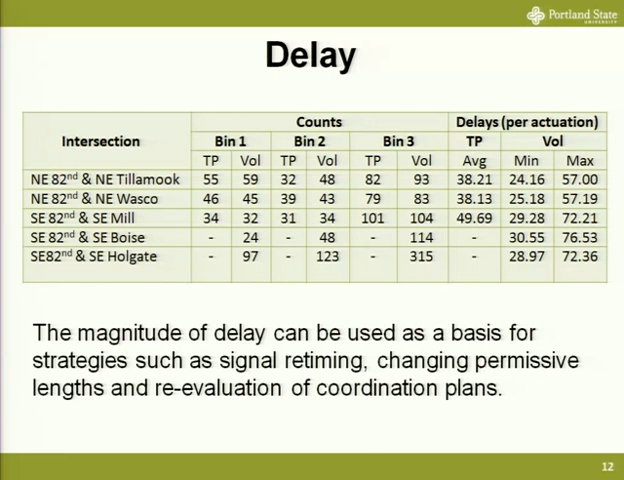 Portland State
UNIVERSITY
Delay
Intersection Counts Delays (per actuation)
Bin 1 Bin 2 Bin 3 TP Vol
TP Vol TP Vol TP Vol Avg Min Max
NE 82nd & NE Tillamook 55 59 32 48 82 93 38.21 24.16 57.00
NE 82nd & NE Wasco 46 45 39 43 79 83 38.13 25.18 57.19
SE 82nd & SE Mill 34 32 31 34 101 104 49.69 29.28 72.21
SE 82nd & SE Boise - 24 - 48 - 114 - 30.55 76.53
SE82nd & SE Holgate - 97 - 123 - 315 - 28.97 72.36
The magnitude of delay can be used as a basis for
strategies such as signal retiming, changing permissive
lengths and re-evaluation of coordination plans.
12